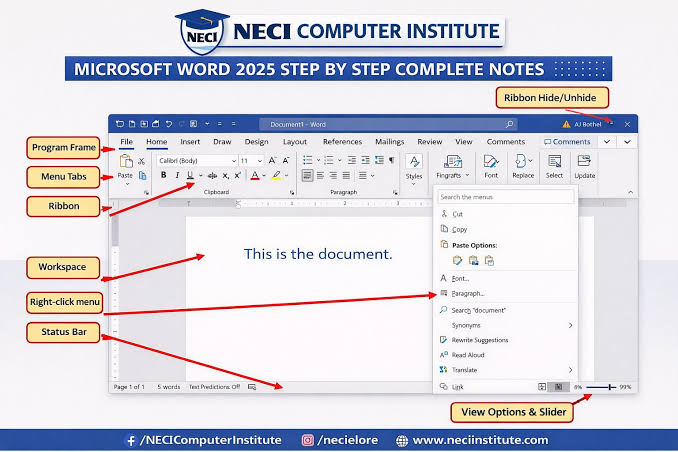 NECI
NECI COMPUTER INSTITUTE
MICROSOFT WORD 2025 STEP BY STEP COMPLETE NOTES
Ribbon Hide/Unhide
Document1 - Word
AJ Bothel
Program Frame
File Home Insert Draw Design Layout References Mailings Review View Comments Comments
Menu Tabs
Calibri (Body) 11
Paste
B I U
Styles Fingrafts Font Replace Select Update
Clipboard Paragraph
Ribbon
Search the menus
Cut
Copy
Paste Options:
This is the document.
Workspace
Font...
Paragraph...
Right-click menu
Search "document"
Synonyms
Status Bar
Rewrite Suggestions
Read Aloud
Translate
Link
Page 1 of 1 5 words Text Predictions: Off
8% 99%
View Options & Slider
/NECIComputerInstitute /necielore www.neciinstitute.com